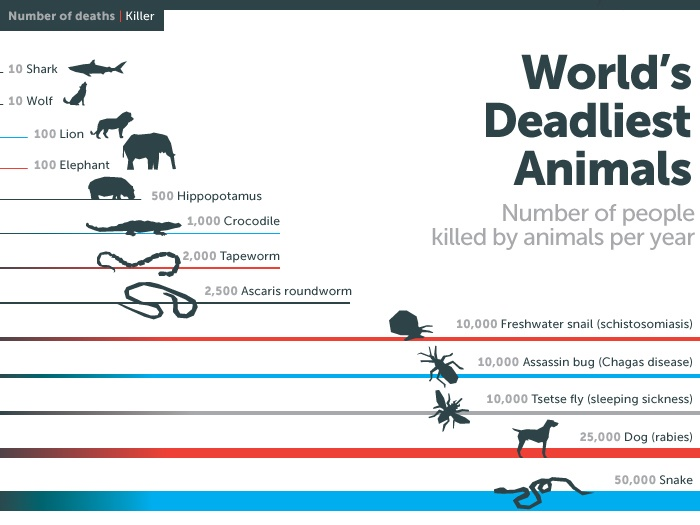 Number of deaths | Killer
World's
Deadliest
Animals
Number of people
killed by animals per year
10 Shark
10 Wolf
100 Lion
100 Elephant
500 Hippopotamus
1,000 Crocodile
2,000 Tapeworm
2,500 Ascaris roundworm
10,000 Freshwater snail (schistosomiasis)
10,000 Assassin bug (Chagas disease)
10,000 Tsetse fly (sleeping sickness)
25,000 Dog (rabies)
50,000 Snake